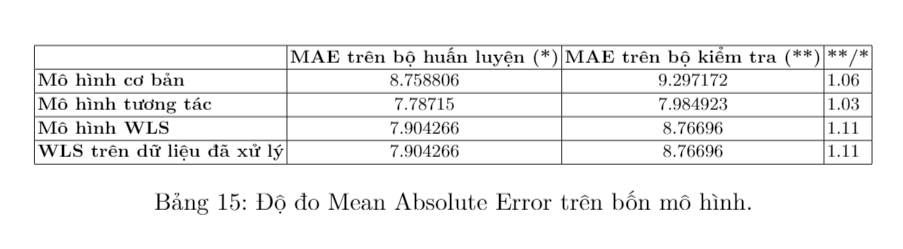 MAE trên bộ huấn luyện (*) MAE trên bộ kiểm tra (**) **/*
Mô hình cơ bản 8.758806 9.297172 1.06
Mô hình tương tác 7.78715 7.984923 1.03
Mô hình WLS 7.904266 8.76696 1.11
WLS trên dữ liệu đã xử lý 7.904266 8.76696 1.11
Bảng 15: Độ đo Mean Absolute Error trên bốn mô hình.